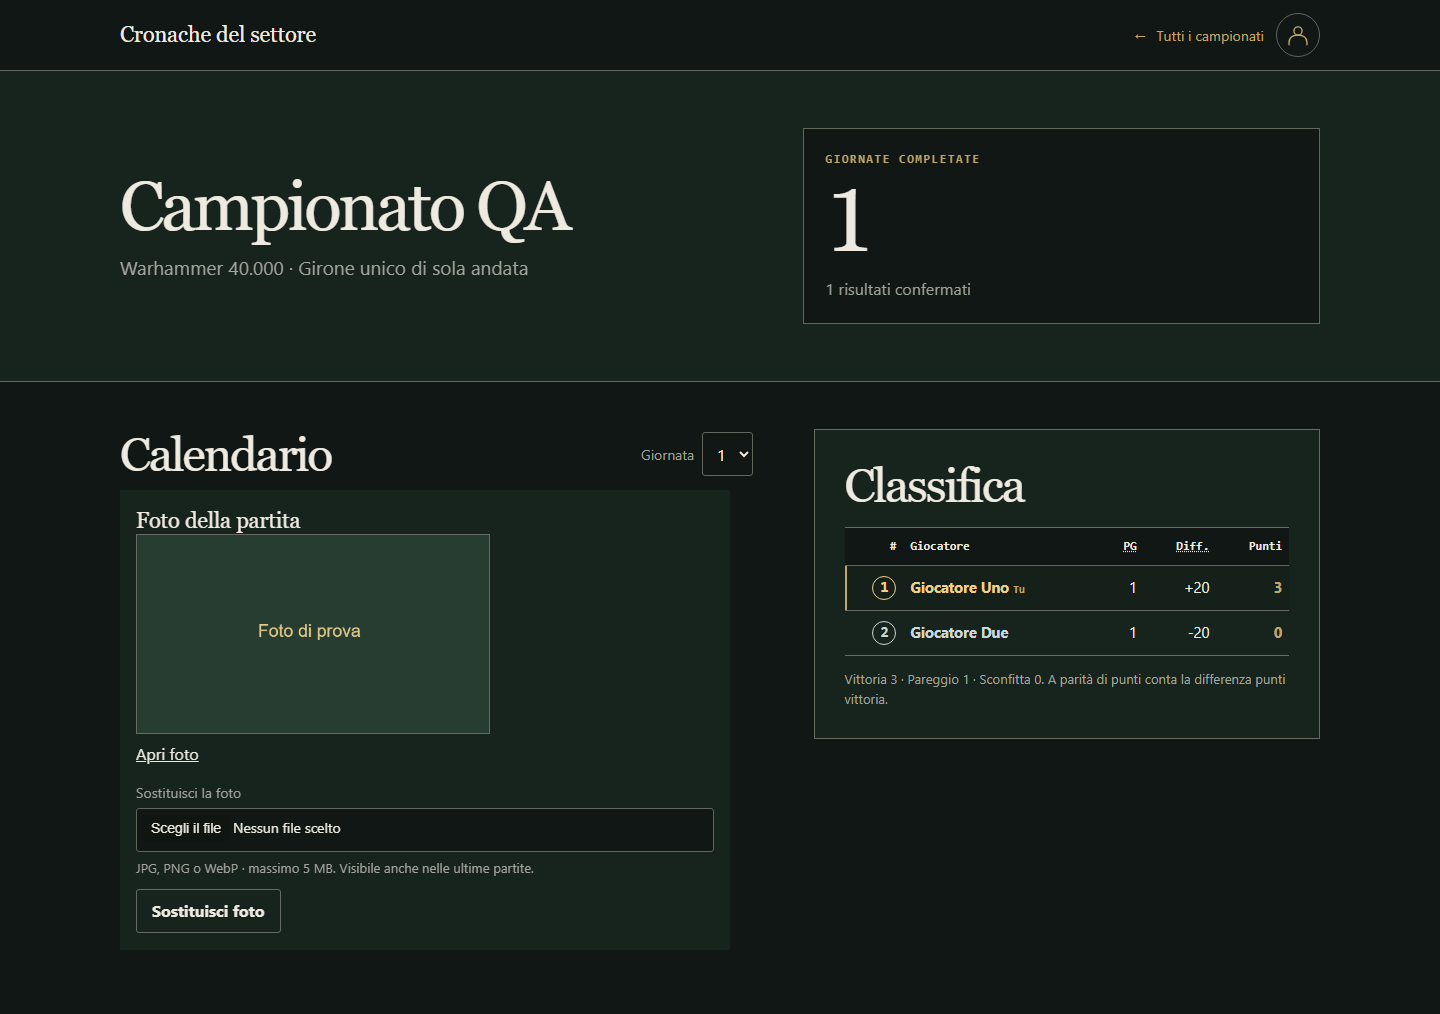 Cronache del settore
← Tutti i campionati
Campionato QA
Warhammer 40.000 · Girone unico di sola andata
GIORNATE COMPLETATE
1
1 risultati confermati
Calendario
Giornata 1
Foto della partita
Foto di prova
Apri foto
Sostituisci la foto
Scegli il file Nessun file scelto
JPG, PNG o WebP · massimo 5 MB. Visibile anche nelle ultime partite.
Sostituisci foto
Classifica
# Giocatore PG Diff. Punti
1 Giocatore Uno Tu 1 +20 3
2 Giocatore Due 1 -20 0
Vittoria 3 · Pareggio 1 · Sconfitta 0. A parità di punti conta la differenza punti
vittoria.